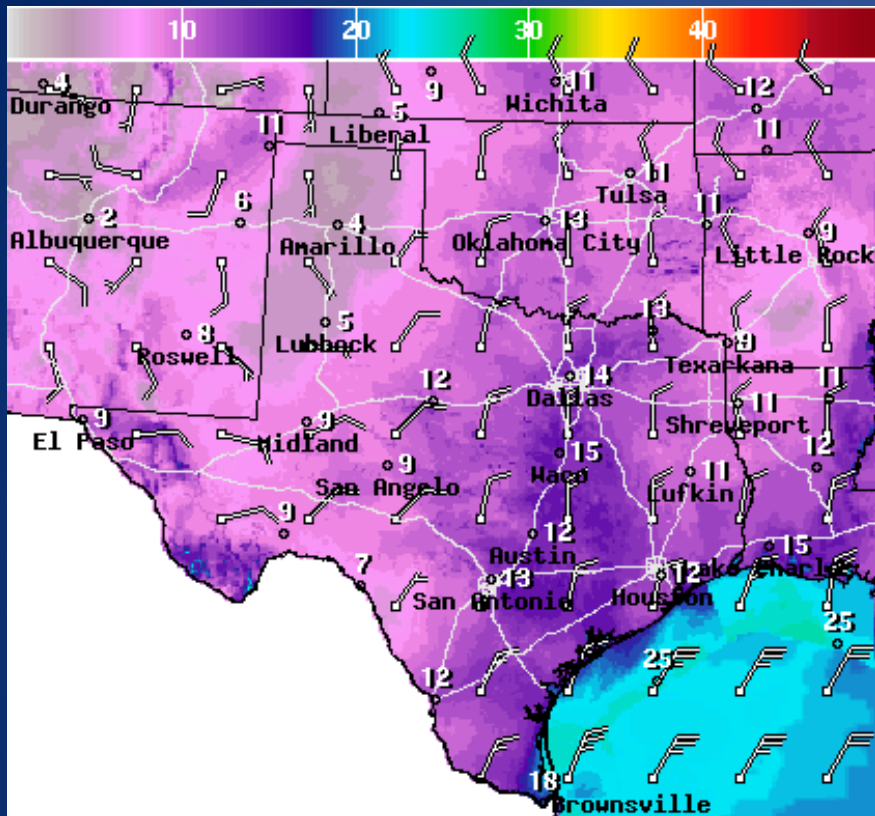 10 20 30 40
4 9 11 12
Durango Wichita
5
Liberal
11 11
11
Tulsa
2 6 4 13 11 9
Albuquerque Amarillo Oklahoma City Little Rock
8 5 13 9
Roswell Lubbock Texarkana
14
12 Dallas 11
9 9 11
El Paso Midland Shreveport
9 15 11 12
San Angelo Waco Lufkin
9 12 15
Austin Lake Charles
7 13 12
San Antonio Houston
25
12 25
18
Brownsville